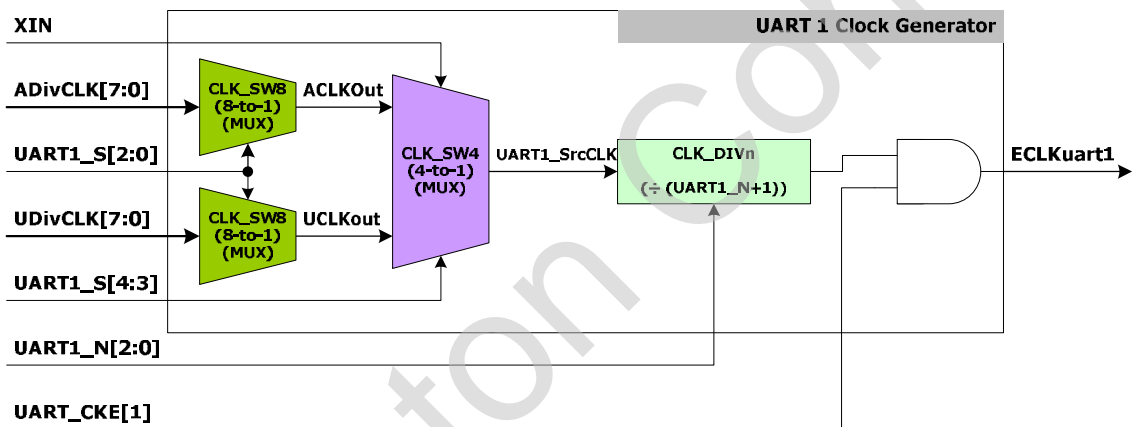 XIN
UART 1 Clock Generator
ADivCLK[7:0]
CLK_SW8
(8-to-1)
(MUX)
ACLKOut
UART1_S[2:0]
CLK_SW4
(4-to-1)
(MUX)
UART1_SrcCLK
CLK_DIVn
(÷ (UART1_N+1))
ECLKuart1
UDivCLK[7:0]
CLK_SW8
(8-to-1)
(MUX)
UCLKout
UART1_S[4:3]
UART1_N[2:0]
UART_CKE[1]
ton Con